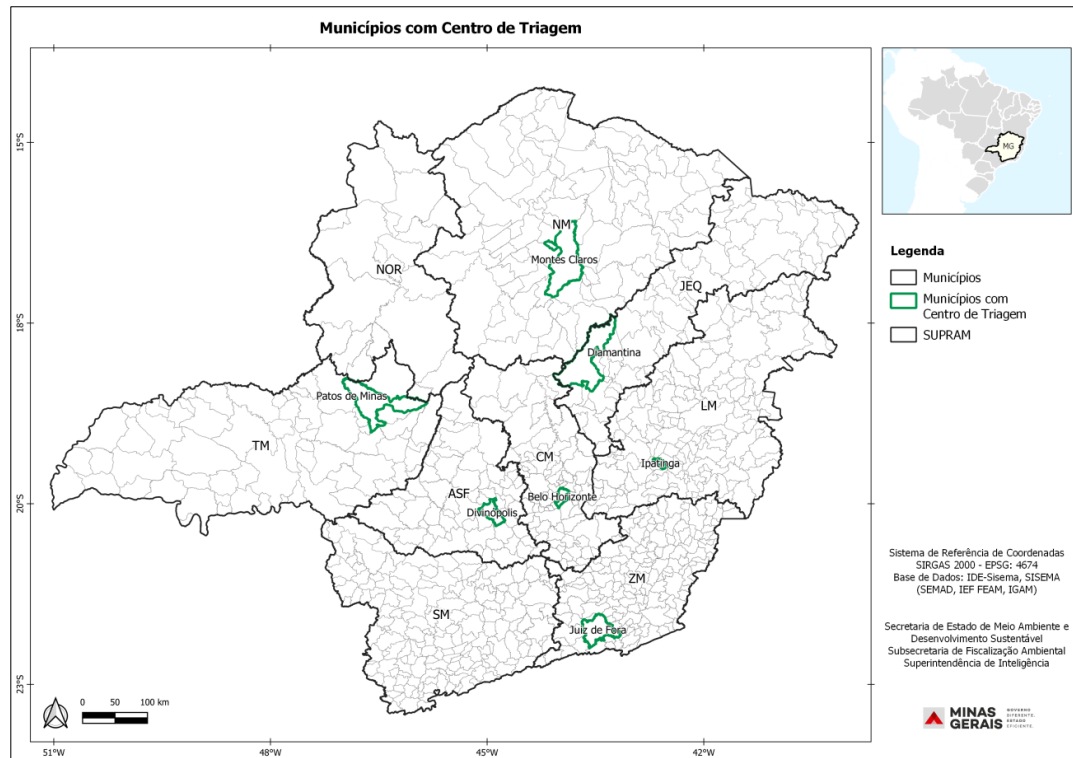 Municípios com Centro de Triagem
15°S
18°S
20°S
23°S
51°W
48°W
45°W
42°W
NM
Montes Claros
NOR
JEQ
Diamantina
Patos de Minas
LM
TM
CM
Ipatinga
ASF
Belo Horizonte
Divinópolis
ZM
SM
Juiz de Fora
0 50 100 km
MG
Legenda
Municípios
Municípios com
Centro de Triagem
SUPRAM
Sistema de Referência de Coordenadas
SIRGAS 2000 - EPSG: 4674
Base de Dados: IDE-Sisema, SISEMA
(SEMAD, IEF FEAM, IGAM)
Secretaria de Estado de Meio Ambiente e
Desenvolvimento Sustentável
Subsecretaria de Fiscalização Ambiental
Superintendência de Inteligência
MINAS
GERAIS
GOVERNO
DIFERENTE.
ESTADO
EFICIENTE.